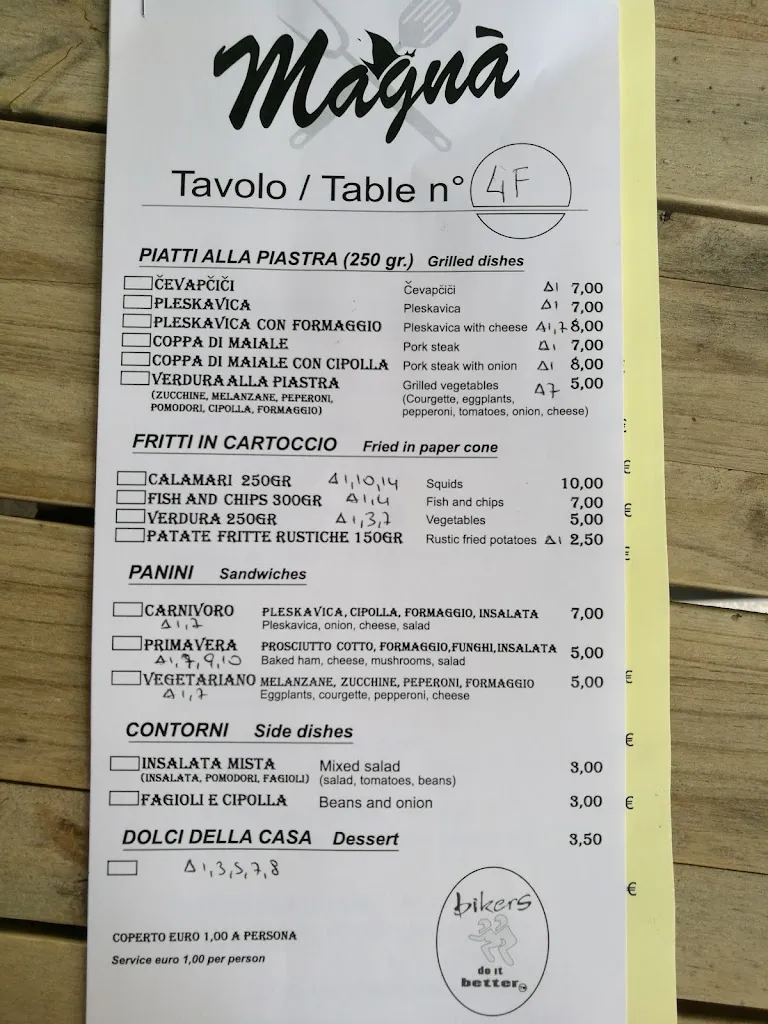 Magnà
Tavolo / Table n° 4F
PIATTI ALLA PIASTRA (250 gr.) Grilled dishes
ČEVAPČIČI Čevapčiči Δ1 7,00
PLESKAVICA Pleskavica Δ1 7,00
PLESKAVICA CON FORMAGGIO Pleskavica with cheese Δ1,7 8,00
COPPA DI MAIALE Pork steak Δ1 7,00
COPPA DI MAIALE CON CIPOLLA Pork steak with onion Δ1 8,00
VERDURA ALLA PIASTRA Grilled vegetables Δ7 5,00
(ZUCCHINE, MELANZANE, PEPERONI, (Courgette, eggplants,
POMODORI, CIPOLLA, FORMAGGIO) pepperoni, tomatoes, onion, cheese)
FRITTI IN CARTOCCIO Fried in paper cone
CALAMARI 250GR Δ1,10,14 Squids 10,00
FISH AND CHIPS 300GR Δ1,4 Fish and chips 7,00
VERDURA 250GR Δ1,3,7 Vegetables 5,00
PATATE FRITTE RUSTICHE 150GR Rustic fried potatoes Δ1 2,50
PANINI Sandwiches
CARNIVORO PLESKAVICA, CIPOLLA, FORMAGGIO, INSALATA 7,00
Δ1,7 Pleskavica, onion, cheese, salad
PRIMAVERA PROSCIUTTO COTTO, FORMAGGIO,FUNGHI,INSALATA 5,00
Δ1,7,9,10 Baked ham, cheese, mushrooms, salad
VEGETARIANO MELANZANE, ZUCCHINE, PEPERONI, FORMAGGIO 5,00
Δ1,7 Eggplants, courgette, pepperoni, cheese
CONTORNI Side dishes
INSALATA MISTA Mixed salad 3,00
(INSALATA, POMODORI, FAGIOLI) (salad, tomatoes, beans)
FAGIOLI E CIPOLLA Beans and onion 3,00
DOLCI DELLA CASA Dessert 3,50
Δ1,3,5,7,8
COPERTO EURO 1,00 A PERSONA
Service euro 1,00 per person
bikers
do it
better
€
€
€